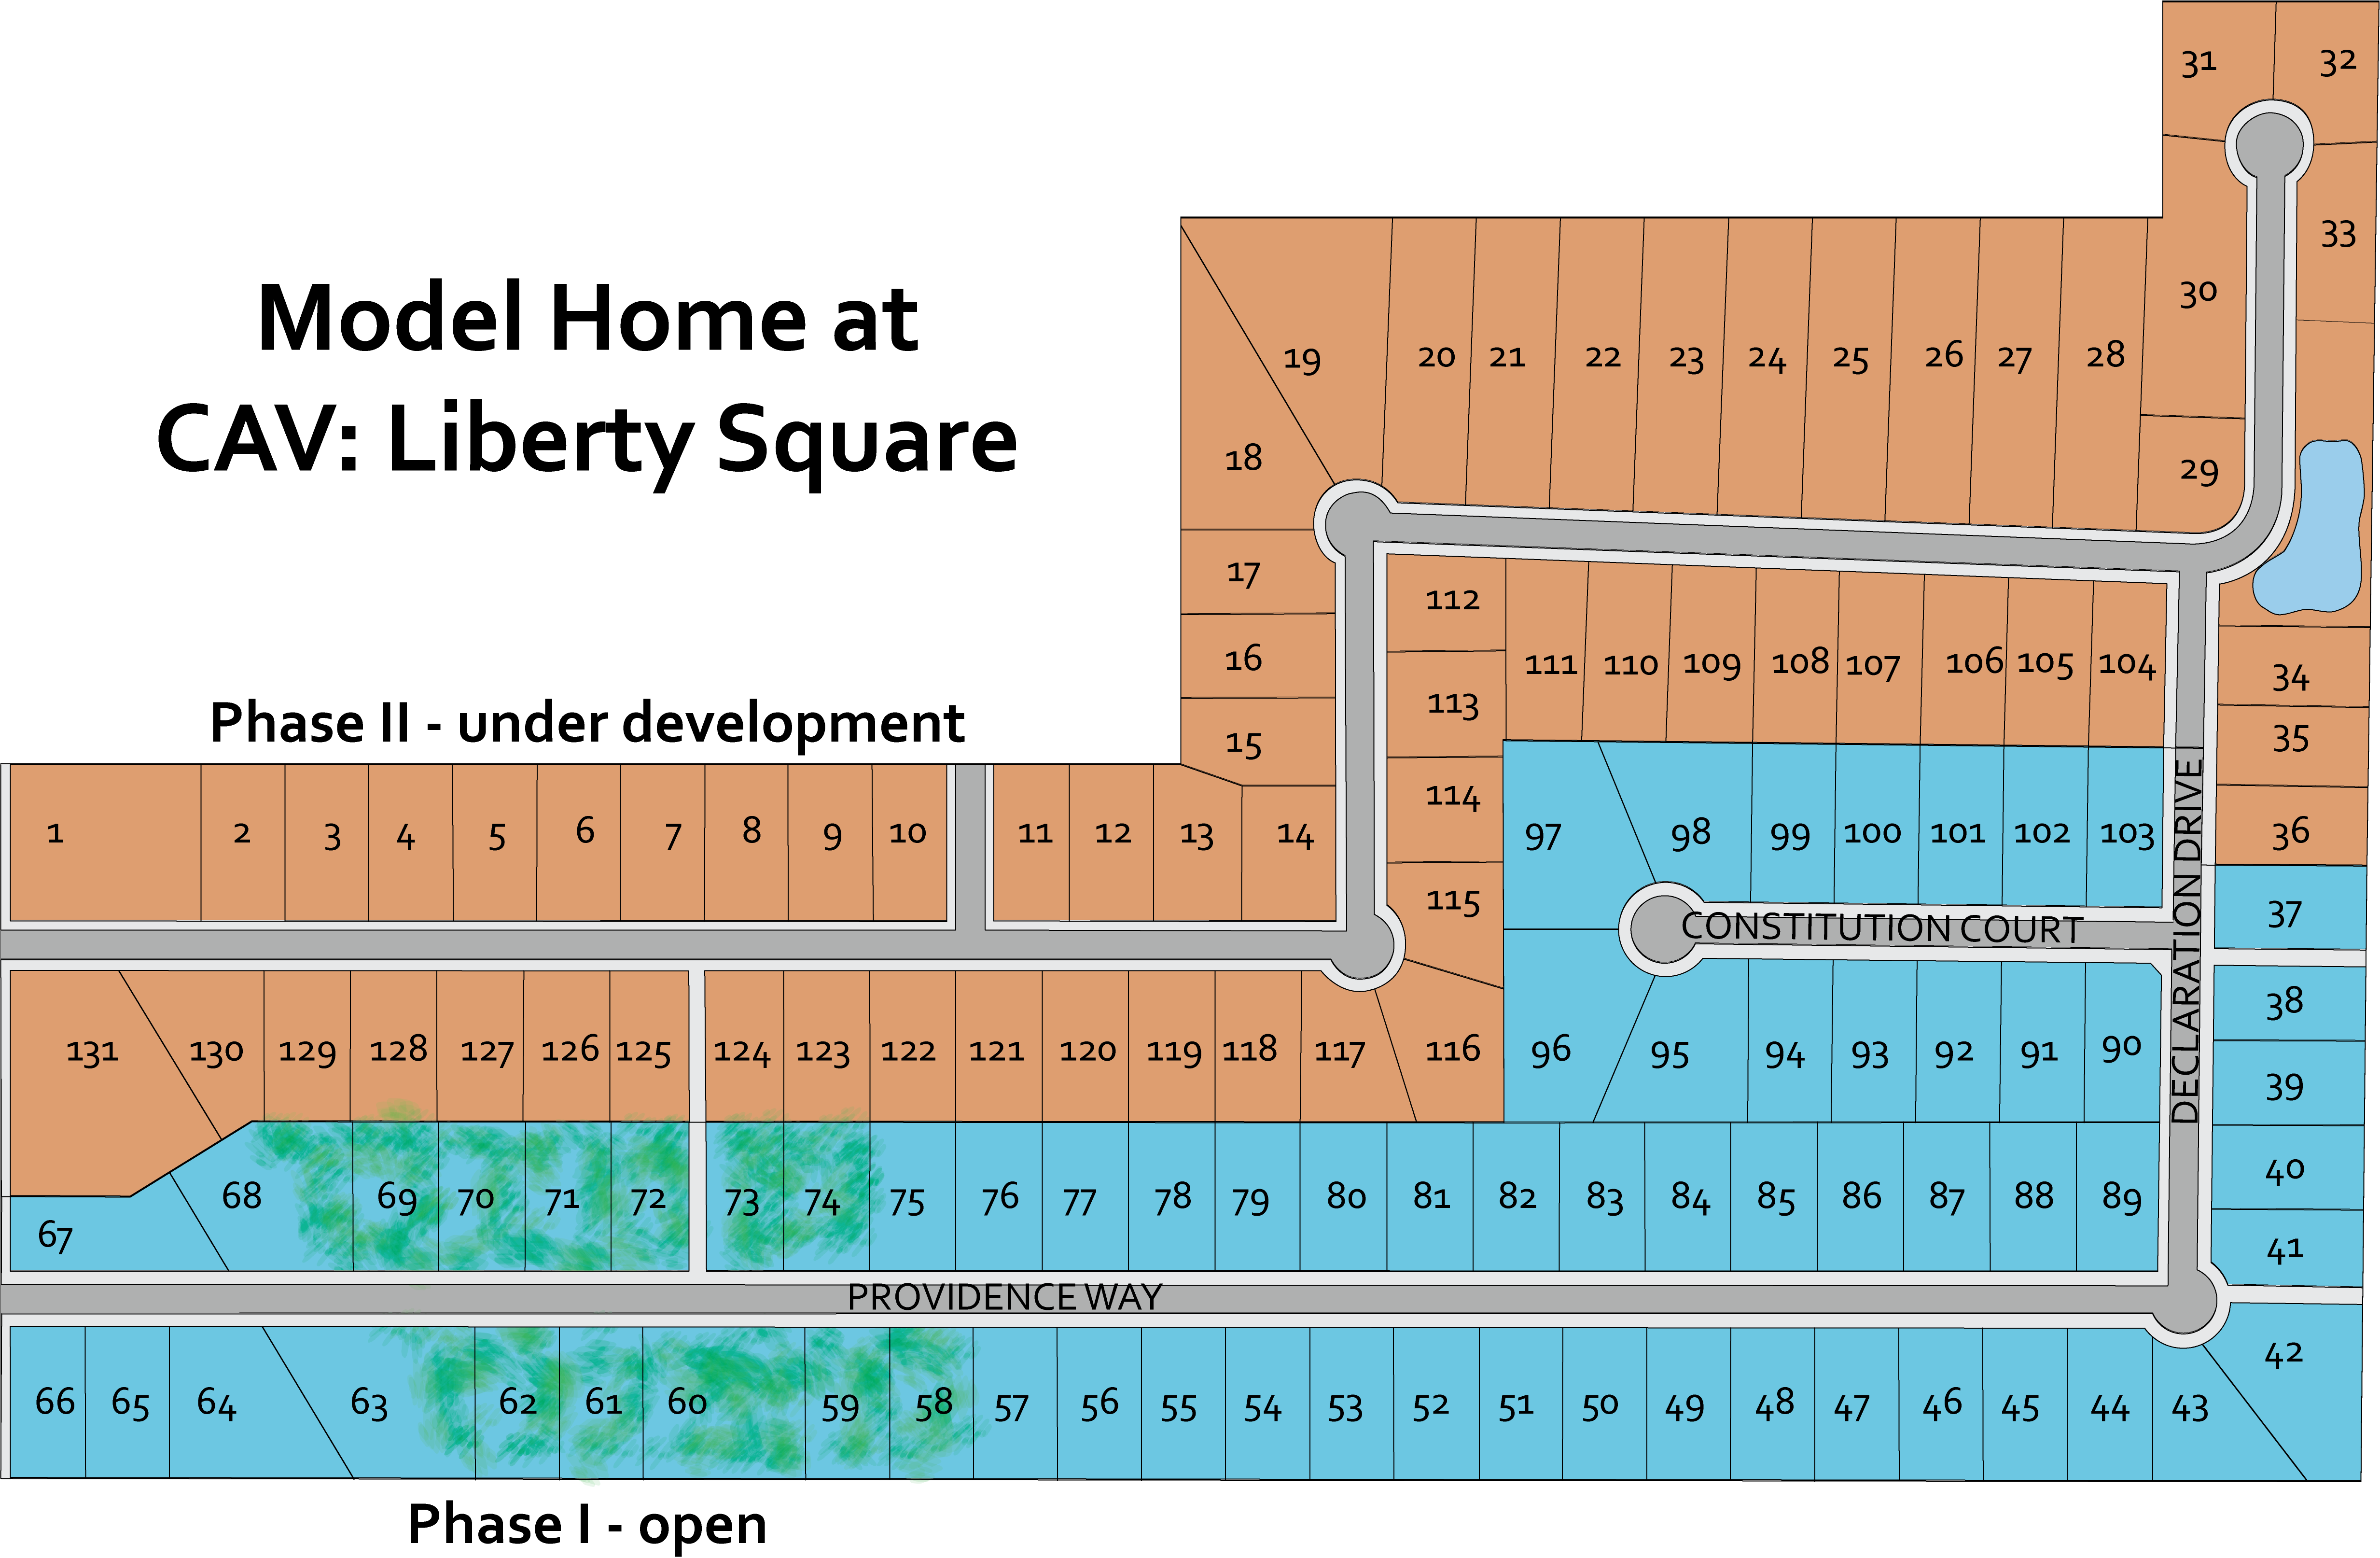 31 32
33
30
Model Home at
CAV: Liberty Square
19 20 21 22 23 24 25 26 27 28
18
29
17
112
16
111 110 109 108 107 106 105 104
34
113
Phase II - under development
15
35
114
1 2 3 4 5 6 7 8 9 10 11 12 13 14
97 98 99 100 101 102 103
36
115
37
CONSTITUTION COURT
DECLARATION DRIVE
38
131 130 129 128 127 126 125 124 123 122 121 120 119 118 117 116 96 95 94 93 92 91 90
39
40
68 69 70 71 72 73 74 75 76 77 78 79 80 81 82 83 84 85 86 87 88 89
67
41
PROVIDENCE WAY
42
66 65 64 63 62 61 60 59 58 57 56 55 54 53 52 51 50 49 48 47 46 45 44 43
Phase I - open